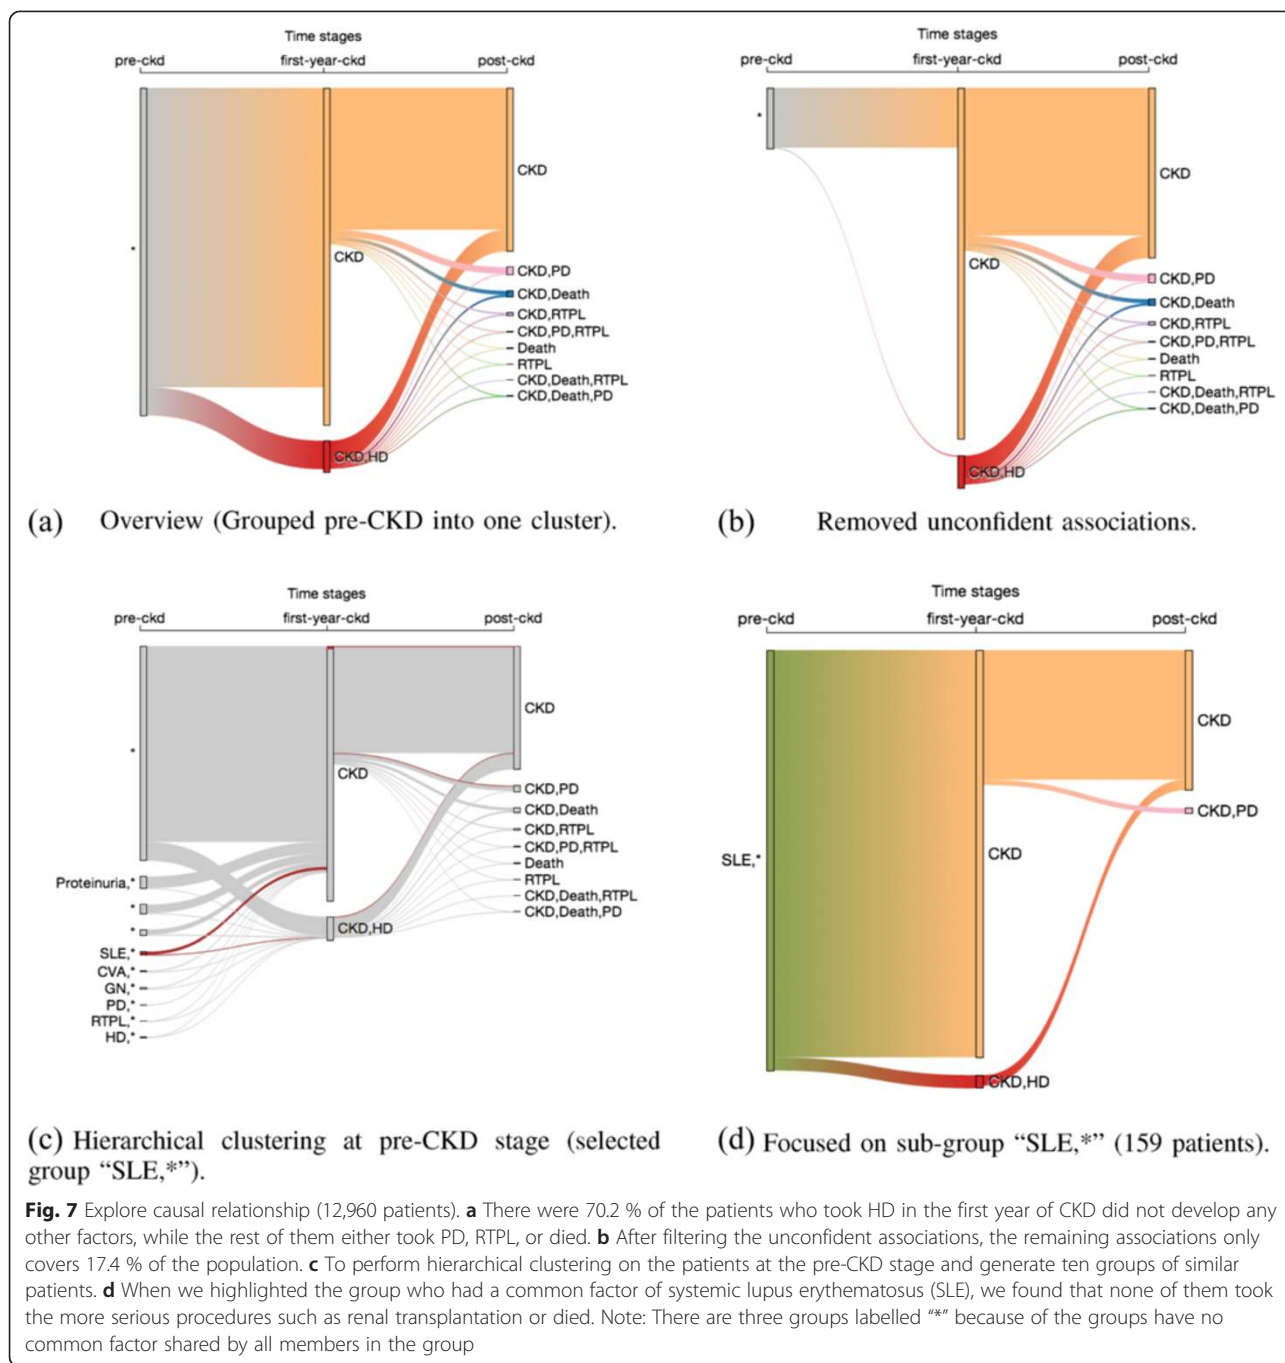 Time stages
pre-ckd first-year-ckd post-ckd
*
CKD
CKD,HD
CKD
CKD,PD
CKD,Death
CKD,RTPL
CKD,PD,RTPL
Death
RTPL
CKD,Death,RTPL
CKD,Death,PD
(a) Overview (Grouped pre-CKD into one cluster).
Time stages
pre-ckd first-year-ckd post-ckd
*
CKD
CKD,HD
CKD
CKD,PD
CKD,Death
CKD,RTPL
CKD,PD,RTPL
Death
RTPL
CKD,Death,RTPL
CKD,Death,PD
(b) Removed unconfident associations.
Time stages
pre-ckd first-year-ckd post-ckd
*
Proteinuria,*
*
*
SLE,*
CVA,*
GN,*
PD,*
RTPL,*
HD,*
CKD
CKD,HD
CKD
CKD,PD
CKD,Death
CKD,RTPL
CKD,PD,RTPL
Death
RTPL
CKD,Death,RTPL
CKD,Death,PD
(c) Hierarchical clustering at pre-CKD stage (selected
group “SLE,*”).
Time stages
pre-ckd first-year-ckd post-ckd
SLE,*
CKD
CKD,HD
CKD
CKD,PD
(d) Focused on sub-group “SLE,*” (159 patients).
Fig. 7 Explore causal relationship (12,960 patients). a There were 70.2 % of the patients who took HD in the first year of CKD did not develop any
other factors, while the rest of them either took PD, RTPL, or died. b After filtering the unconfident associations, the remaining associations only
covers 17.4 % of the population. c To perform hierarchical clustering on the patients at the pre-CKD stage and generate ten groups of similar
patients. d When we highlighted the group who had a common factor of systemic lupus erythematosus (SLE), we found that none of them took
the more serious procedures such as renal transplantation or died. Note: There are three groups labelled “*” because of the groups have no
common factor shared by all members in the group